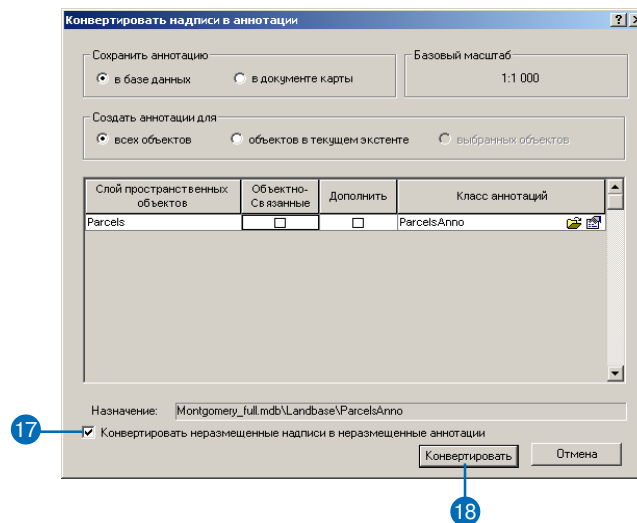 Конвертировать надписи в аннотации
Сохранить аннотацию
в базе данных
в документе карты
Базовый масштаб
1:1 000
Создать аннотации для
всех объектов
объектов в текущем экстенте
выбранных объектов
Слой пространственных объектов
Объектно-Связанные
Дополнить
Класс аннотаций
Parcels
ParcelsAnno
Назначение:
Montgomery_full.mdb\Landbase\ParcelsAnno
17
Конвертировать неразмещенные надписи в неразмещенные аннотации
Конвертировать
Отмена
18